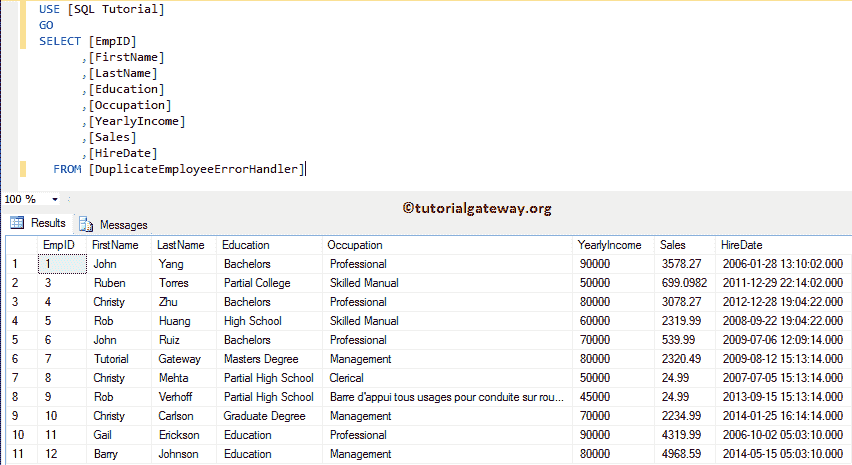 USE [SQL Tutorial]
GO
SELECT [EmpID]
,[FirstName]
,[LastName]
,[Education]
,[Occupation]
,[YearlyIncome]
,[Sales]
,[HireDate]
FROM [DuplicateEmployeeErrorHandler]
100 %
©tutorialgateway.org
Results Messages
EmpID FirstName LastName Education Occupation YearlyIncome Sales HireDate
1 1 John Yang Bachelors Professional 90000 3578.27 2006-01-28 13:10:02.000
2 3 Ruben Torres Partial College Skilled Manual 50000 699.0982 2011-12-29 22:14:02.000
3 4 Christy Zhu Bachelors Professional 80000 3078.27 2012-12-28 19:04:22.000
4 5 Rob Huang High School Skilled Manual 60000 2319.99 2008-09-22 19:04:22.000
5 6 John Ruiz Bachelors Professional 70000 539.99 2009-07-06 12:09:14.000
6 7 Tutorial Gateway Masters Degree Management 80000 2320.49 2009-08-12 15:13:14.000
7 8 Christy Mehta Partial High School Clerical 50000 24.99 2007-07-05 15:13:14.000
8 9 Rob Verhoff Partial High School Barre d'appui tous usages pour conduite sur rou... 45000 24.99 2013-09-15 15:13:14.000
9 10 Christy Carlson Graduate Degree Management 70000 2234.99 2014-01-25 16:14:14.000
10 11 Gail Erickson Education Professional 90000 4319.99 2006-10-02 05:03:10.000
11 12 Barry Johnson Education Management 80000 4968.59 2014-05-15 05:03:10.000